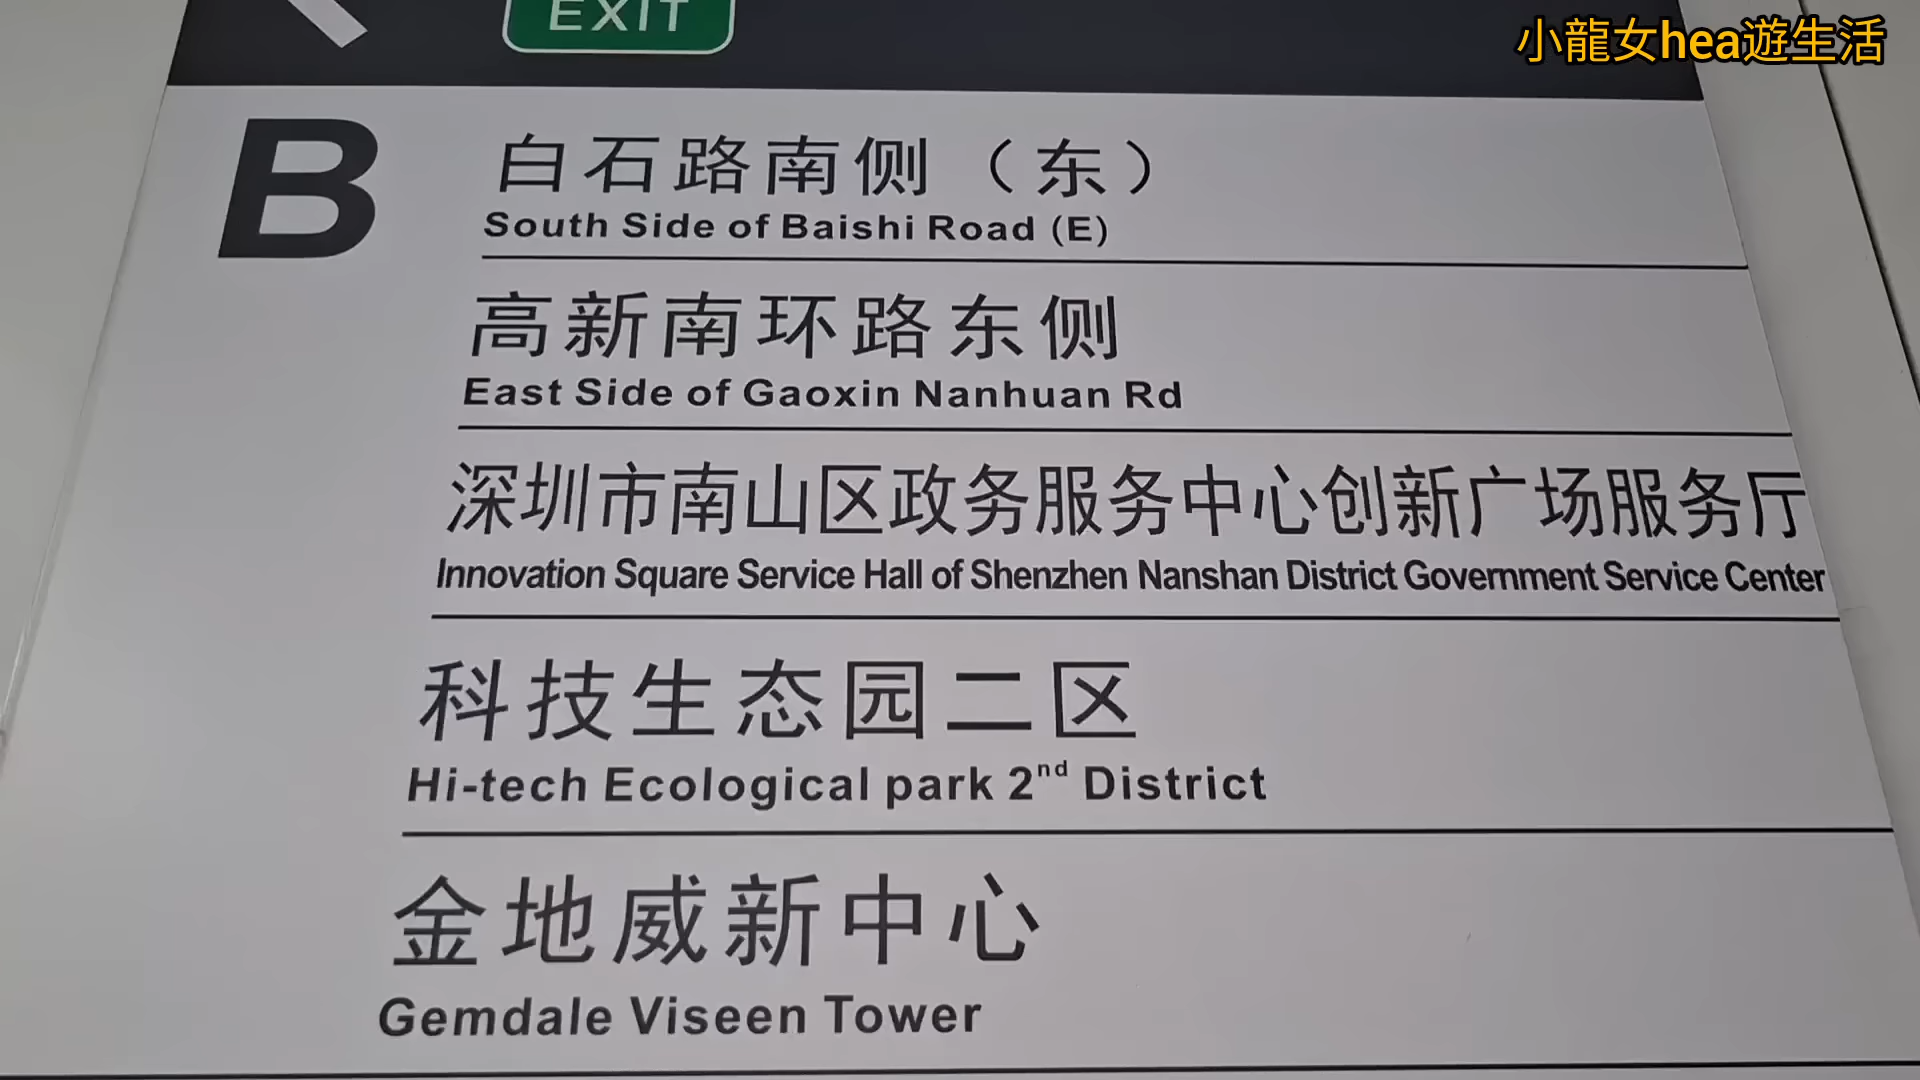 EXIT
小龍女hea遊生活
B
白石路南侧（东）
South Side of Baishi Road (E)
高新南环路东侧
East Side of Gaoxin Nanhuan Rd
深圳市南山区政务服务中心创新广场服务厅
Innovation Square Service Hall of Shenzhen Nanshan District Government Service Center
科技生态园二区
Hi-tech Ecological park 2nd District
金地威新中心
Gemdale Viseen Tower